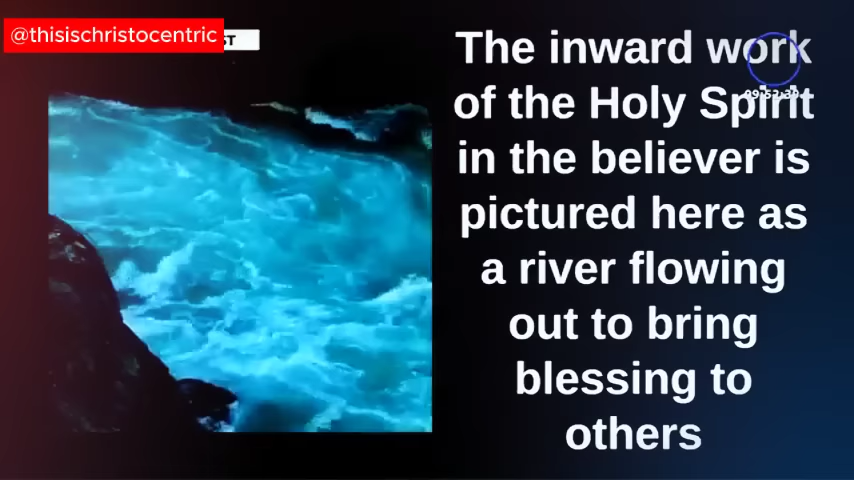 @thisischristocentric
ST
The inward work
of the Holy Spirit
in the believer is
pictured here as
a river flowing
out to bring
blessing to
others